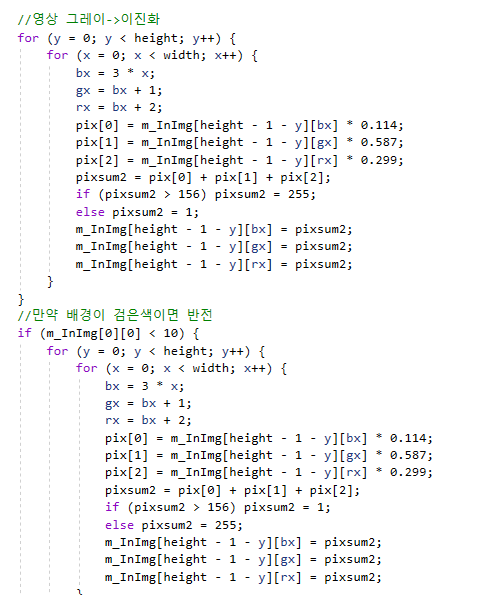 //영상 그레이->이진화
for (y = 0; y < height; y++) {
for (x = 0; x < width; x++) {
bx = 3 * x;
gx = bx + 1;
rx = bx + 2;
pix[0] = m_InImg[height - 1 - y][bx] * 0.114;
pix[1] = m_InImg[height - 1 - y][gx] * 0.587;
pix[2] = m_InImg[height - 1 - y][rx] * 0.299;
pixsum2 = pix[0] + pix[1] + pix[2];
if (pixsum2 > 156) pixsum2 = 255;
else pixsum2 = 1;
m_InImg[height - 1 - y][bx] = pixsum2;
m_InImg[height - 1 - y][gx] = pixsum2;
m_InImg[height - 1 - y][rx] = pixsum2;
}
}
//만약 배경이 검은색이면 반전
if (m_InImg[0][0] < 10) {
for (y = 0; y < height; y++) {
for (x = 0; x < width; x++) {
bx = 3 * x;
gx = bx + 1;
rx = bx + 2;
pix[0] = m_InImg[height - 1 - y][bx] * 0.114;
pix[1] = m_InImg[height - 1 - y][gx] * 0.587;
pix[2] = m_InImg[height - 1 - y][rx] * 0.299;
pixsum2 = pix[0] + pix[1] + pix[2];
if (pixsum2 > 156) pixsum2 = 1;
else pixsum2 = 255;
m_InImg[height - 1 - y][bx] = pixsum2;
m_InImg[height - 1 - y][gx] = pixsum2;
m_InImg[height - 1 - y][rx] = pixsum2;
}